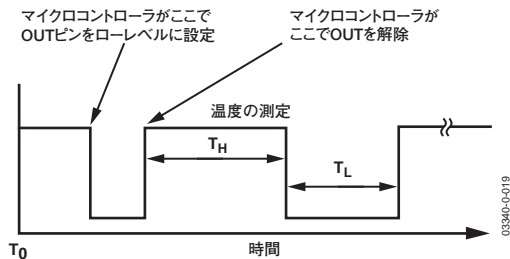 マイクロコントローラがここで
OUTピンをローレベルに設定
マイクロコントローラが
ここでOUTを解除
温度の測定
TH
TL
T0
時間
03340-0-019